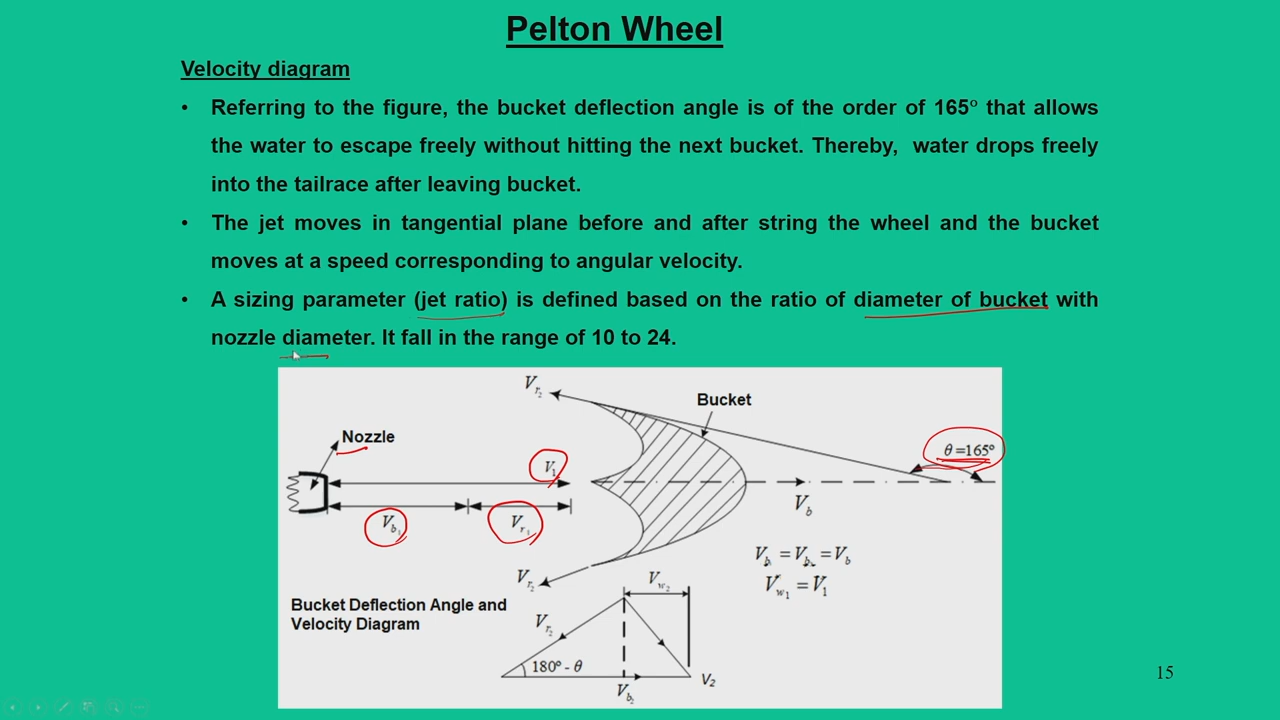 Pelton Wheel
Velocity diagram
• Referring to the figure, the bucket deflection angle is of the order of 165° that allows
the water to escape freely without hitting the next bucket. Thereby, water drops freely
into the tailrace after leaving bucket.
• The jet moves in tangential plane before and after string the wheel and the bucket
moves at a speed corresponding to angular velocity.
• A sizing parameter (jet ratio) is defined based on the ratio of diameter of bucket with
nozzle diameter. It fall in the range of 10 to 24.
Vr₂
Bucket
Nozzle
θ =165°
V₁
Vb₁
Vr₁
Vb
Vb₁ = Vb₂ = Vb
Vw₁ = V₁
Vr₂
Vw₂
Bucket Deflection Angle and
Velocity Diagram
Vr₂
180° - θ
V₂
Vb₂
15